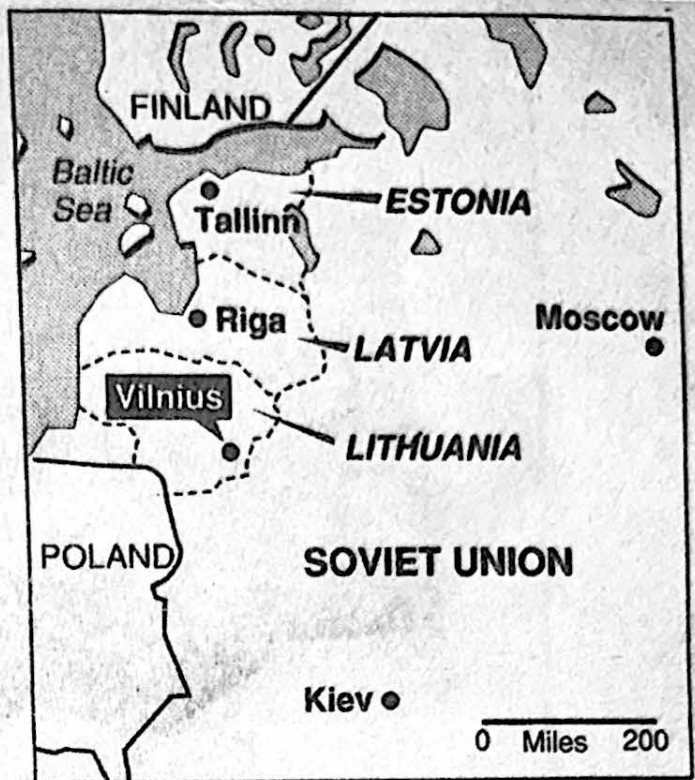 FINLAND
Baltic
Sea
ESTONIA
Tallinn
Riga
Moscow
LATVIA
Vilnius
LITHUANIA
POLAND
SOVIET UNION
Kiev
0 Miles 200